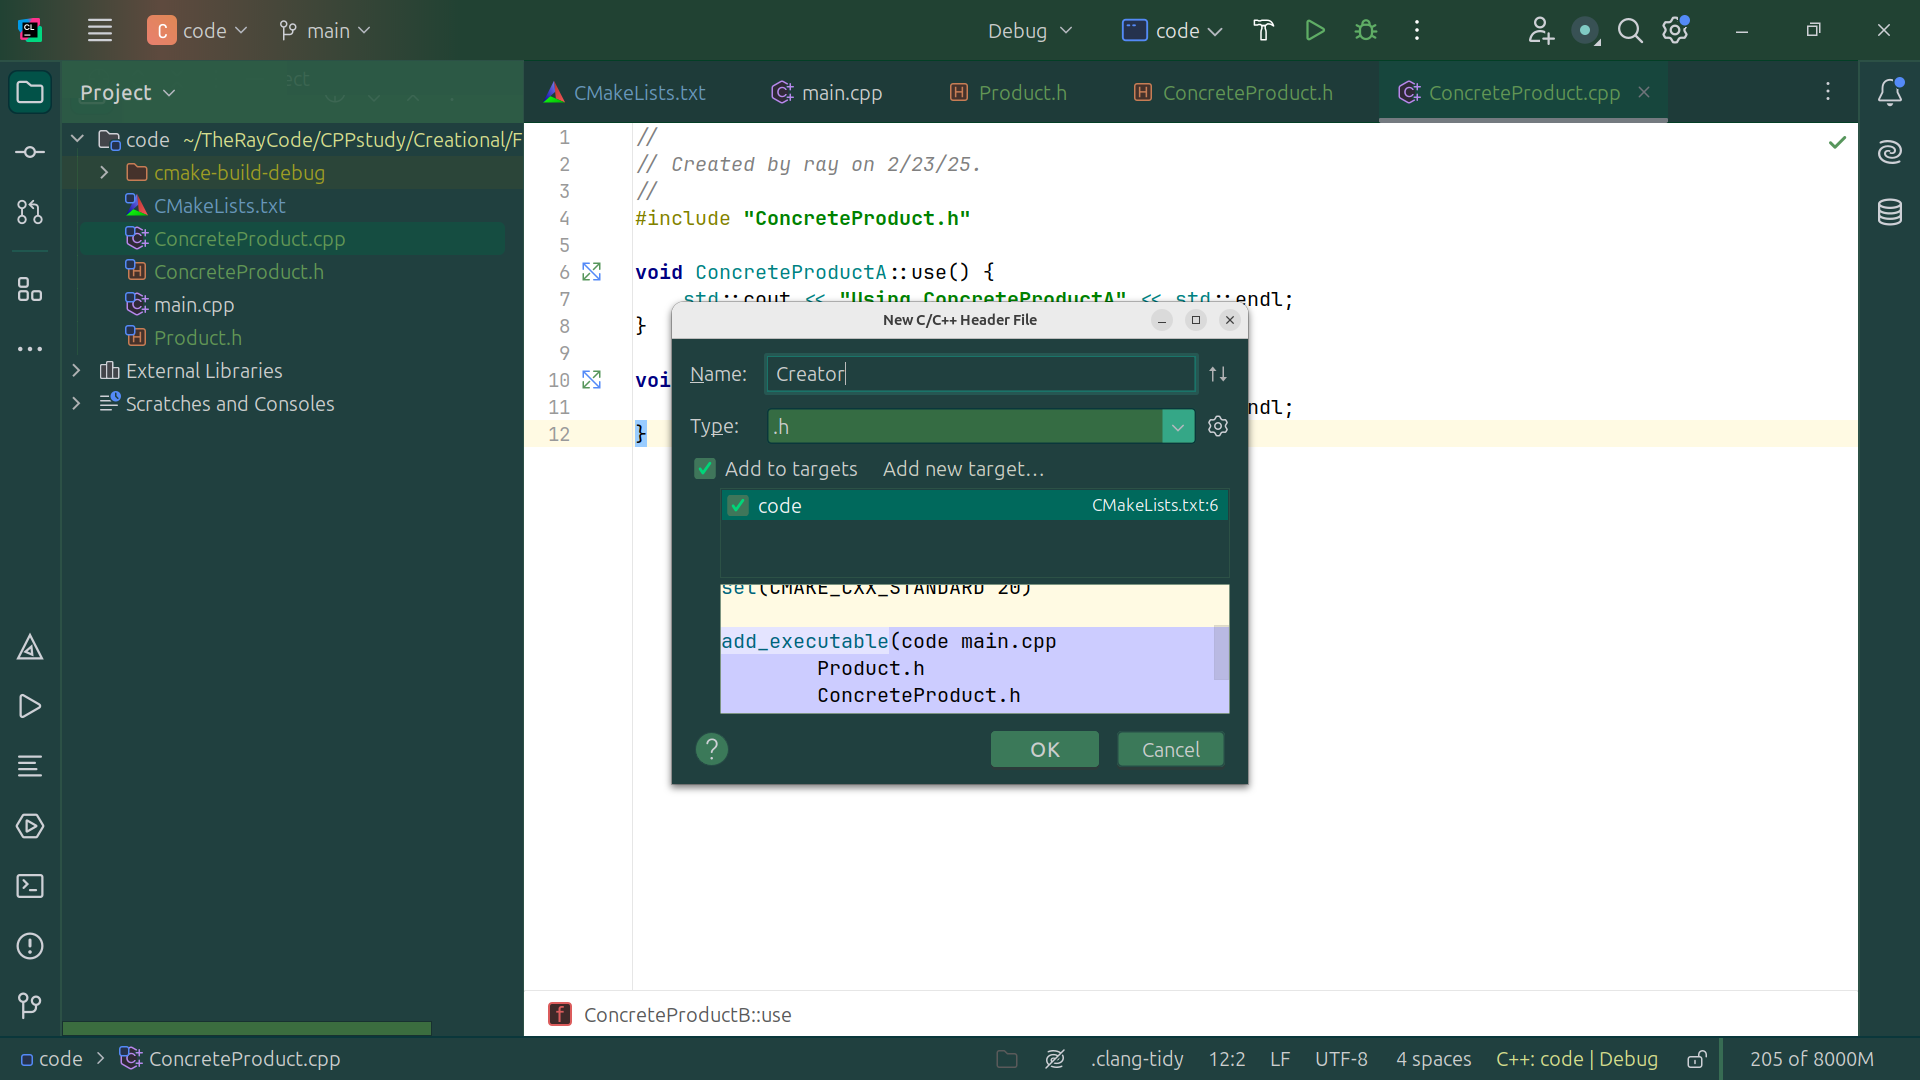 CL
C code
main
Debug
code
Project
CMakeLists.txt
main.cpp
Product.h
ConcreteProduct.h
ConcreteProduct.cpp
code ~/TheRayCode/CPPstudy/Creational/F
cmake-build-debug
CMakeLists.txt
ConcreteProduct.cpp
ConcreteProduct.h
main.cpp
Product.h
External Libraries
Scratches and Consoles
1 //
2 // Created by ray on 2/23/25.
3 //
4 #include "ConcreteProduct.h"
5
6 void ConcreteProductA::use() {
7 std::cout << "Using ConcreteProductA" << std::endl;
8 }
9
10 voi
11 ndl;
12 }
New C/C++ Header File
Name: Creator
Type: .h
Add to targets Add new target...
code CMakeLists.txt:6
set(CMAKE_CXX_STANDARD 20)
add_executable(code main.cpp
Product.h
ConcreteProduct.h
? OK Cancel
f ConcreteProductB::use
code > ConcreteProduct.cpp
.clang-tidy 12:2 LF UTF-8 4 spaces C++: code | Debug 205 of 8000M